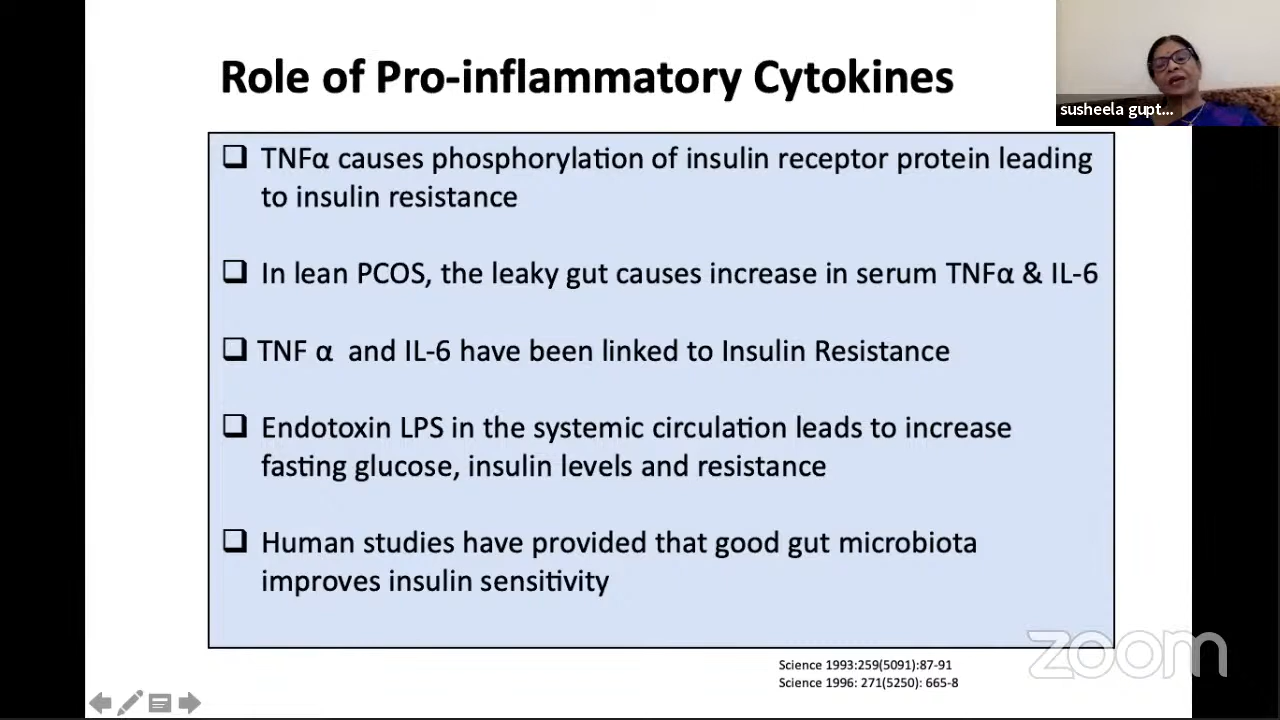 Role of Pro-inflammatory Cytokines
susheela gupt...
TNFα causes phosphorylation of insulin receptor protein leading
to insulin resistance
In lean PCOS, the leaky gut causes increase in serum TNFα & IL-6
TNF α and IL-6 have been linked to Insulin Resistance
Endotoxin LPS in the systemic circulation leads to increase
fasting glucose, insulin levels and resistance
Human studies have provided that good gut microbiota
improves insulin sensitivity
zoom
Science 1993:259(5091):87-91
Science 1996: 271(5250): 665-8